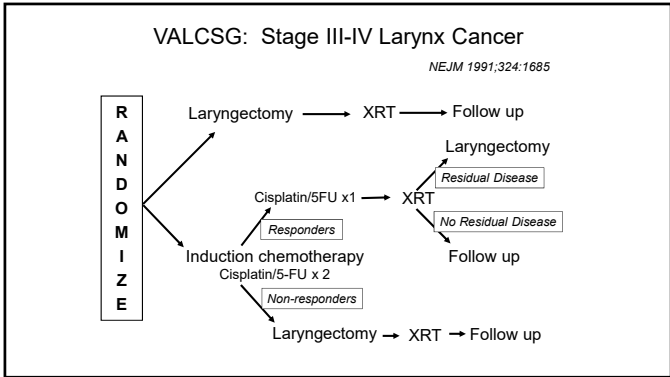 VALCSG: Stage III-IV Larynx Cancer
NEJM 1991;324:1685
R
A
N
D
O
M
I
Z
E
Laryngectomy
XRT
Follow up
Laryngectomy
Residual Disease
Cisplatin/5FU x1
XRT
No Residual Disease
Responders
Induction chemotherapy
Cisplatin/5-FU x 2
Follow up
Non-responders
Laryngectomy
XRT
Follow up